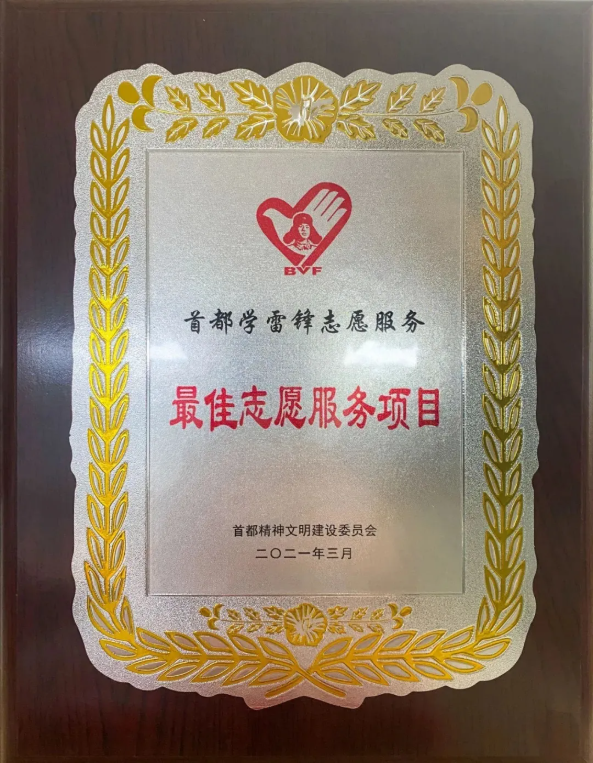 BVF
首都学雷锋志愿服务
最佳志愿服务项目
首都精神文明建设委员会
二〇二一年三月